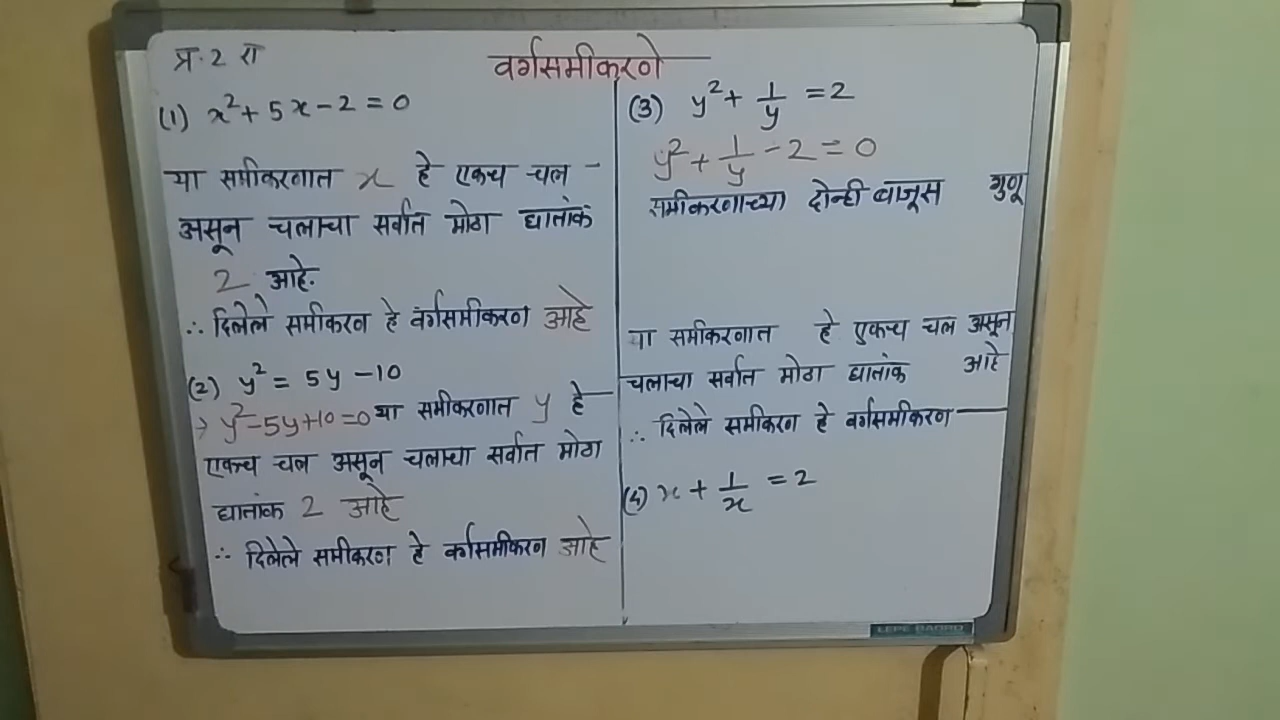 प्र.2 रा
वर्गसमीकरणे
(1) x² + 5x - 2 = 0
या समीकरणात x हे एकच चल -
असून चलाचा सर्वात मोठा घातांक
2 आहे.
∴ दिलेले समीकरण हे वर्गसमीकरण आहे
(2) y² = 5y - 10
→ y² - 5y + 10 = 0 या समीकरणात y हे
एकच चल असून चलाचा सर्वात मोठा
घातांक 2 आहे
∴ दिलेले समीकरण हे वर्गसमीकरण आहे
(3) y² + 1/y = 2
y² + 1/y - 2 = 0
समीकरणाच्या दोन्ही बाजूस गुणू
या समीकरणात हे एकच चल असून
चलाचा सर्वात मोठा घातांक आहे
∴ दिलेले समीकरण हे वर्गसमीकरण —
(4) x + 1/x = 2